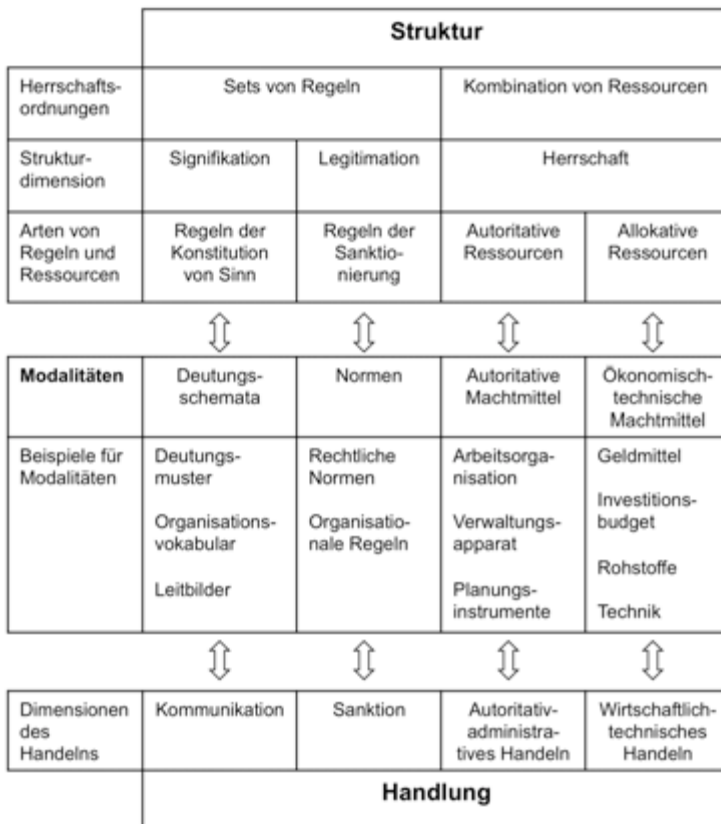 Struktur
Herrschafts-
ordnungen
Sets von Regeln
Kombination von Ressourcen
Struktur-
dimension
Signifikation
Legitimation
Herrschaft
Arten von
Regeln und
Ressourcen
Regeln der
Konstitution
von Sinn
Regeln der
Sanktio-
nierung
Autoritative
Ressourcen
Allokative
Ressourcen
Modalitäten
Deutungs-
schemata
Normen
Autoritative
Machtmittel
Ökonomisch-
technische
Machtmittel
Beispiele für
Modalitäten
Deutungs-
muster
Organisations-
vokabular
Leitbilder
Rechtliche
Normen
Organisatio-
nale Regeln
Arbeitsorga-
nisation
Verwaltungs-
apparat
Planungs-
instrumente
Geldmittel
Investitions-
budget
Rohstoffe
Technik
Dimensionen
des
Handelns
Kommunikation
Sanktion
Autoritativ-
administra-
tives Handeln
Wirtschaftlich-
technisches
Handeln
Handlung